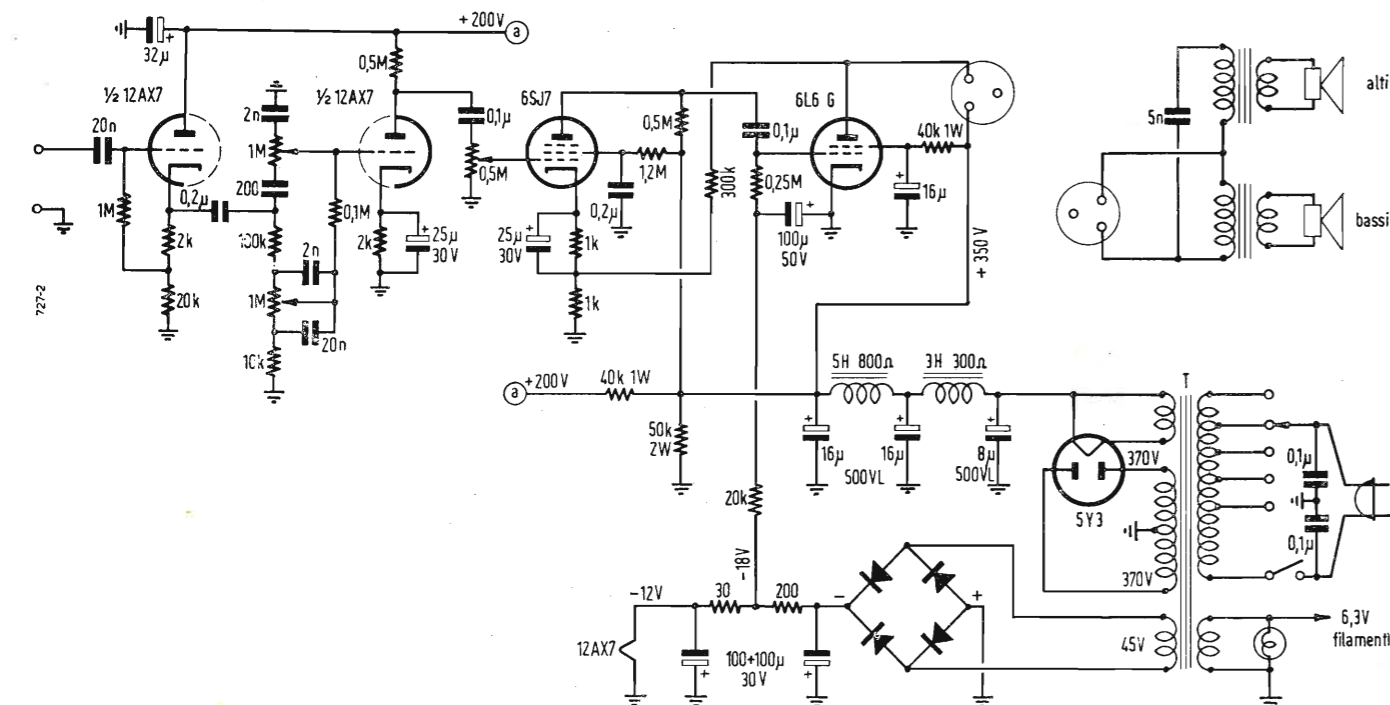 + 200 V
a
32 µ
+
0,5M
½ 12AX7
½ 12AX7
20n
2n
1M
200
0,2µ
1M
2k
20k
100k
2n
1M
20n
10k
0,1M
2k
+
25µ
30V
0,1µ
0,5M
6SJ7
0,5M
1,2M
0,2µ
+
25µ
30V
1k
1k
300k
0,1µ
0,25M
6L6 G
40k 1W
+
16µ
+
100µ
50V
+ 350 V
5n
alti
bassi
727-2
a
+200V
40k 1W
50k
2W
5H 800Ω
3H 300Ω
+
16µ
+
16µ
500VL
+
8µ
500VL
370V
5Y3
370V
T
0,1µ
0,1µ
20k
-18V
-12V
30
200
-
+
12AX7
100+100µ
30V
+
+
45V
6,3V
filamenti